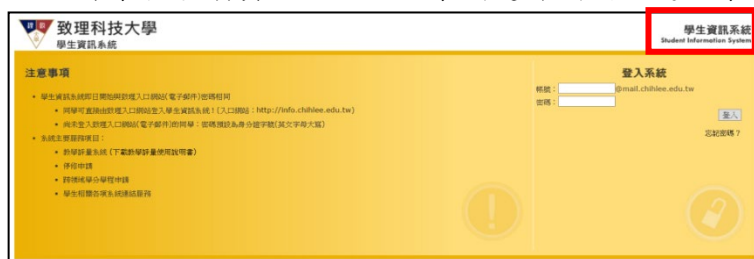 致理科技大學
學生資訊系統
學生資訊系統
Student Information System
注意事項
學生資訊系統即日開始與致理入口網站(電子郵件)密碼相同
同學可直接由致理入口網站登入學生資訊系統！(入口網站：http://info.chihlee.edu.tw)
尚未登入致理入口網站(電子郵件)的同學：密碼預設為身分證字號(英文字母大寫)
系統主要服務項目：
教學評量系統 (下載教學評量使用說明書)
停修申請
跨領域學分學程申請
學生相關各項系統連結服務
登入系統
帳號： @mail.chihlee.edu.tw
密碼：
登入
忘記密碼？